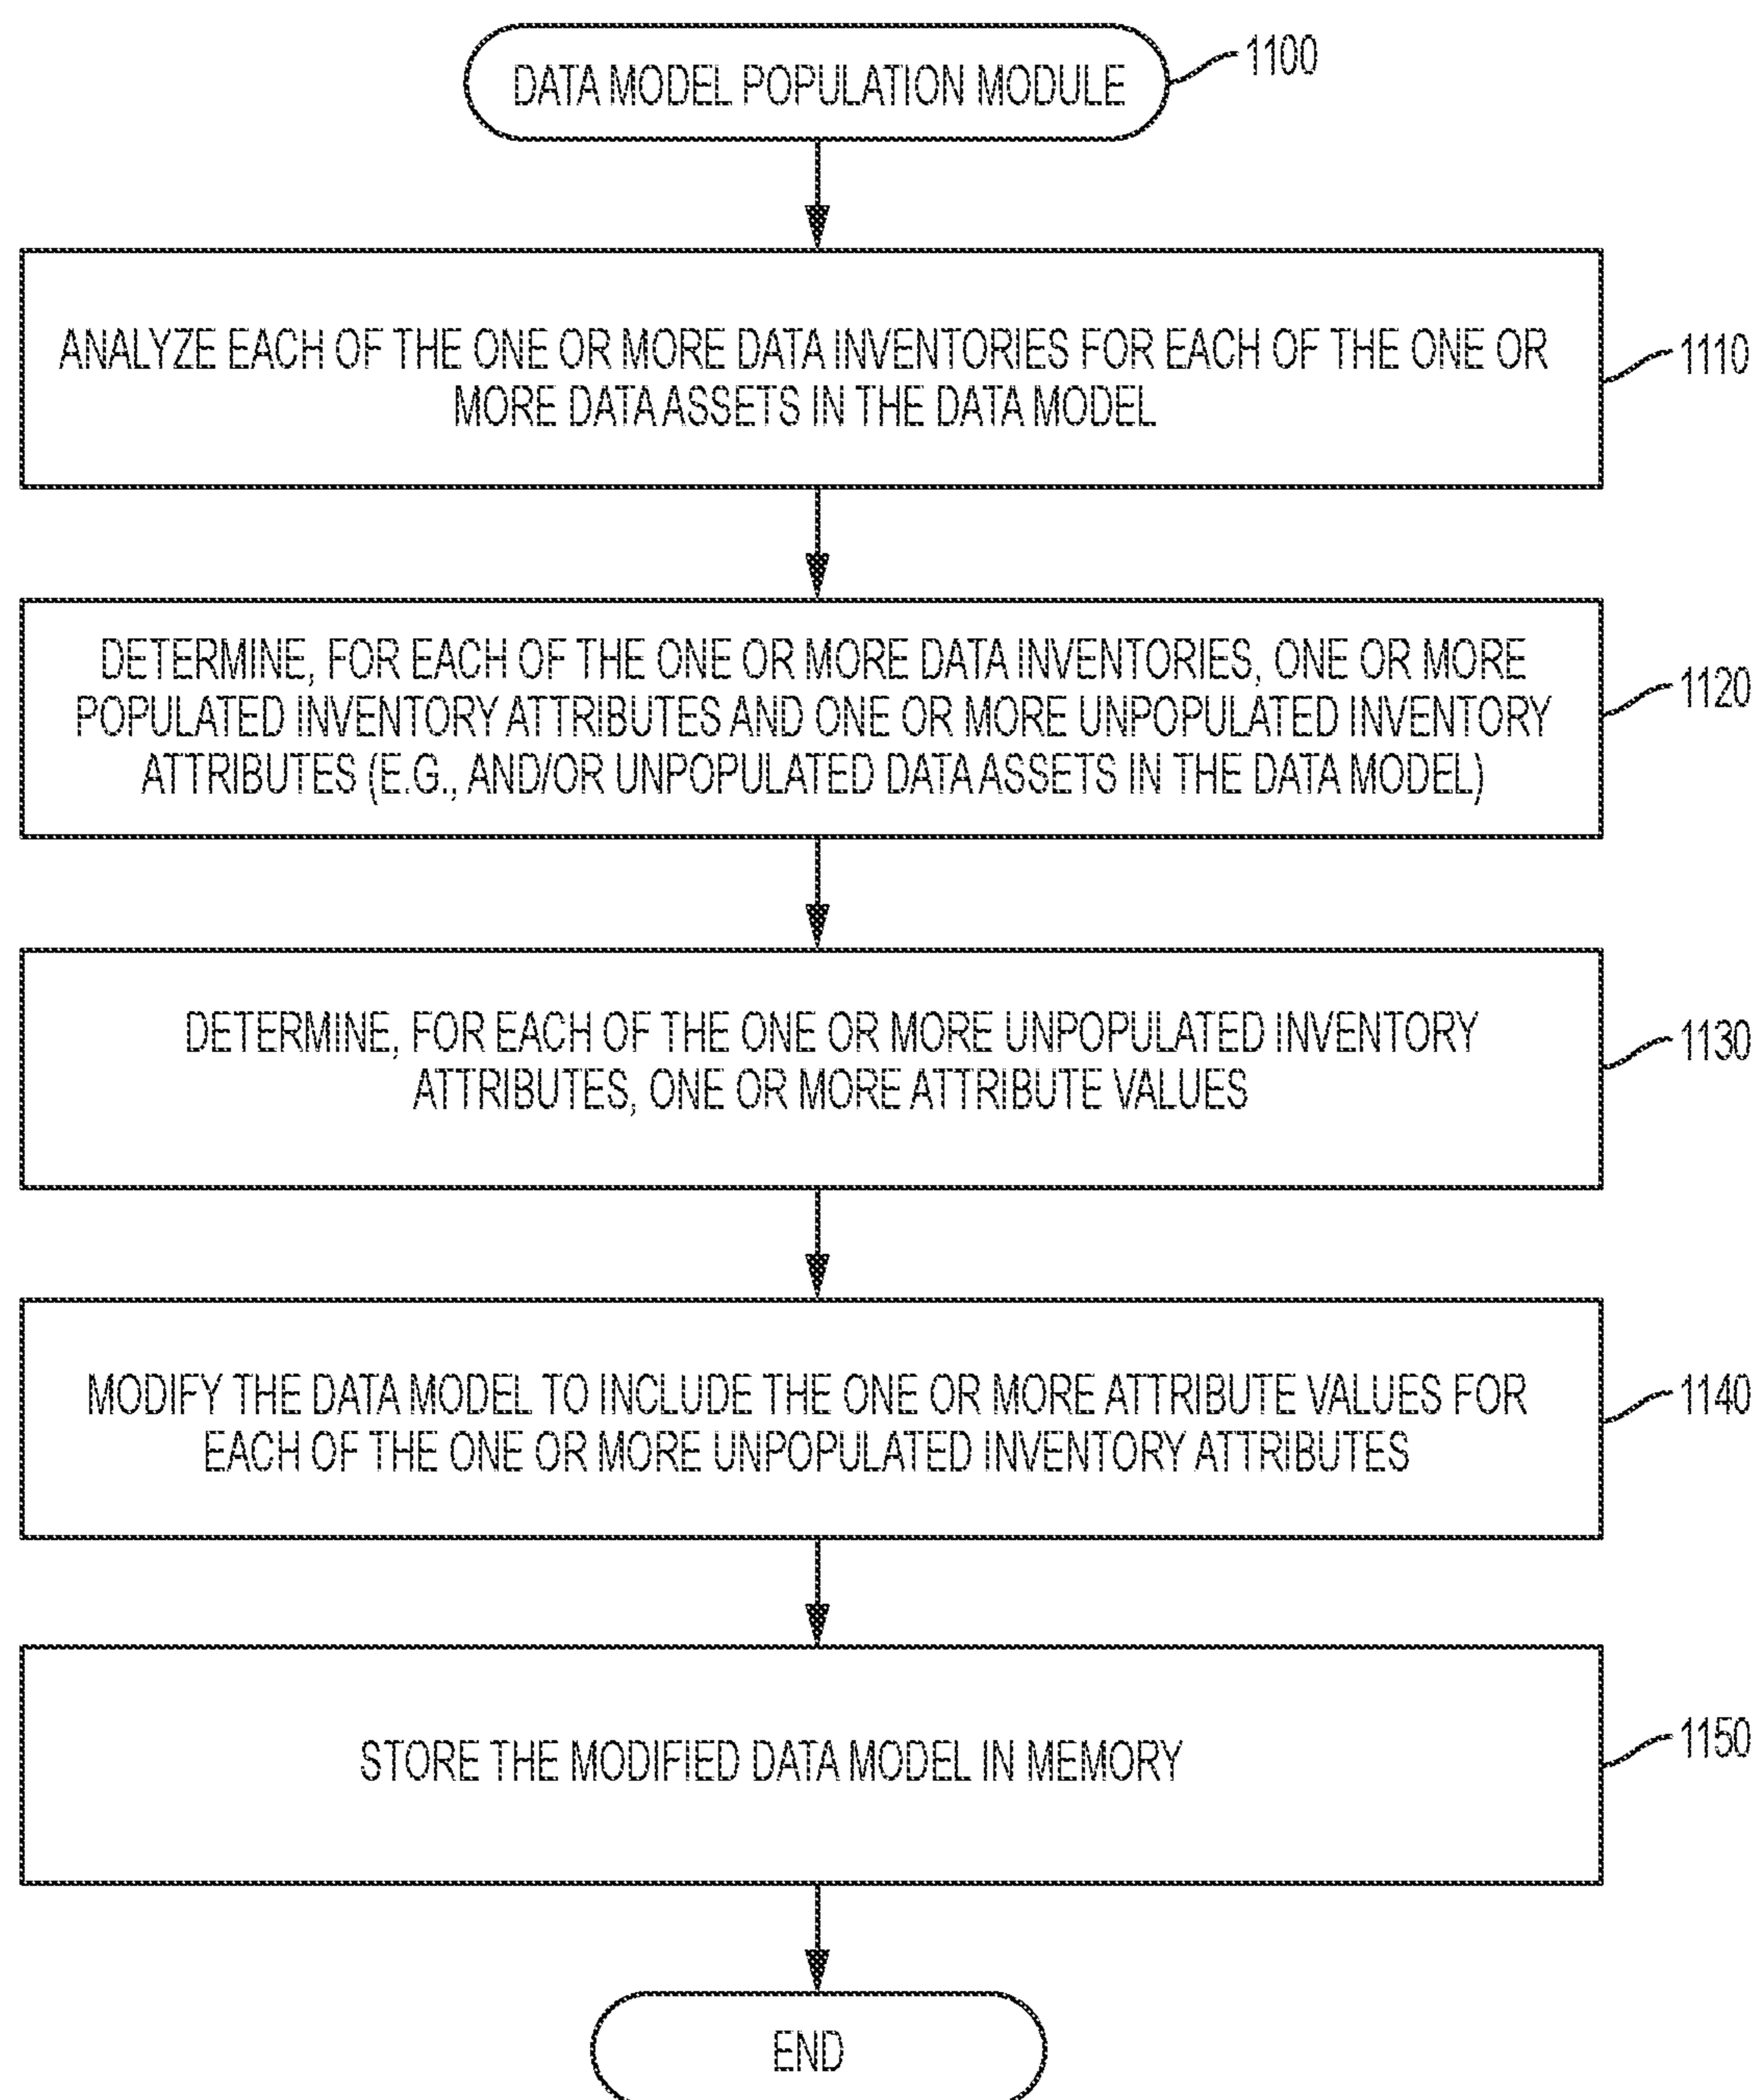 DATA MODEL POPULATION MODULE
1100
ANALYZE EACH OF THE ONE OR MORE DATA INVENTORIES FOR EACH OF THE ONE OR
MORE DATA ASSETS IN THE DATA MODEL
1110
DETERMINE, FOR EACH OF THE ONE OR MORE DATA INVENTORIES, ONE OR MORE
POPULATED INVENTORY ATTRIBUTES AND ONE OR MORE UNPOPULATED INVENTORY
ATTRIBUTES (E.G., AND/OR UNPOPULATED DATA ASSETS IN THE DATA MODEL)
1120
DETERMINE, FOR EACH OF THE ONE OR MORE UNPOPULATED INVENTORY
ATTRIBUTES, ONE OR MORE ATTRIBUTE VALUES
1130
MODIFY THE DATA MODEL TO INCLUDE THE ONE OR MORE ATTRIBUTE VALUES FOR
EACH OF THE ONE OR MORE UNPOPULATED INVENTORY ATTRIBUTES
1140
STORE THE MODIFIED DATA MODEL IN MEMORY
1150
END